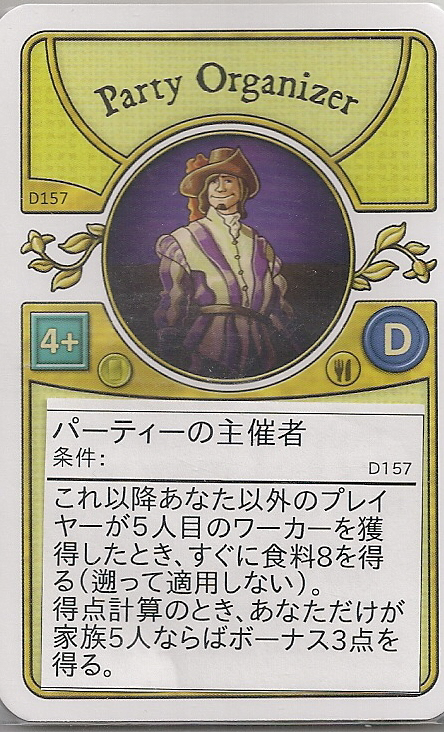 Party Organizer
D157
4+
D
パーティーの主催者
条件:
D157
これ以降あなた以外のプレイ
ヤーが5人目のワーカーを獲
得したとき、すぐに食料8を得
る(遡って適用しない)。
得点計算のとき、あなただけが
家族5人ならばボーナス3点を
得る。